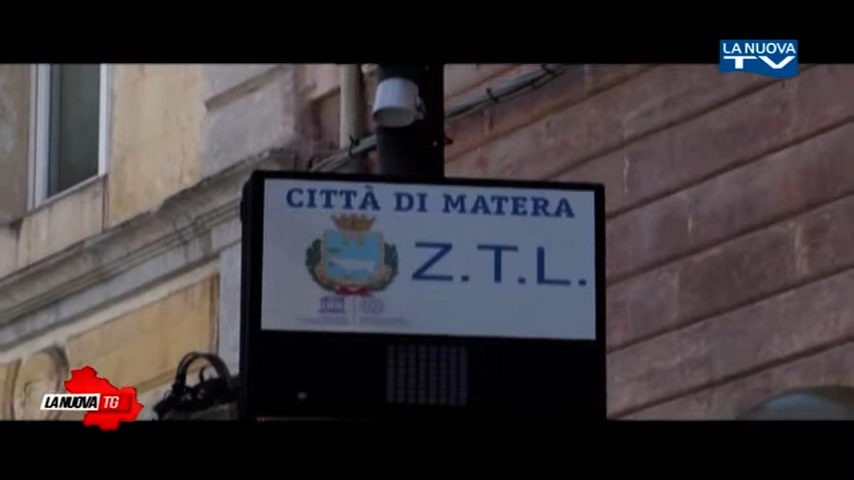 LA NUOVA
TV
CITTÀ DI MATERA
Z.T.L.
LA NUOVA TG